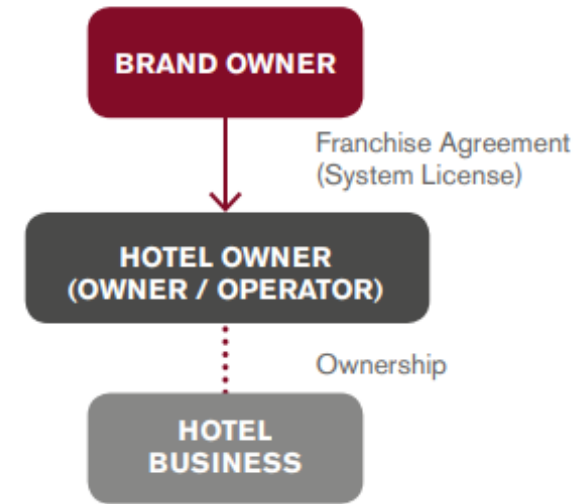 BRAND OWNER
Franchise Agreement
(System License)
HOTEL OWNER
(OWNER / OPERATOR)
Ownership
HOTEL
BUSINESS